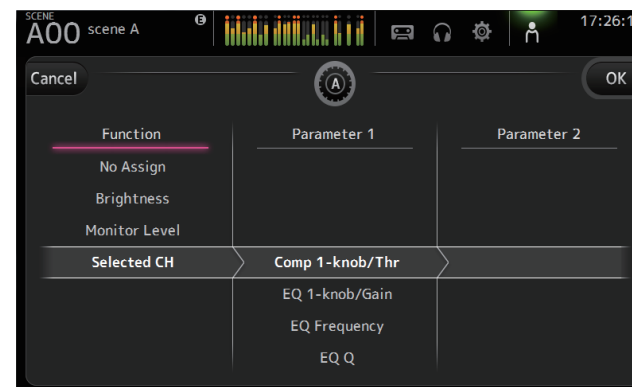 SCENE
A00 scene A
E
17:26:1
Cancel
A
OK
Function
Parameter 1
Parameter 2
No Assign
Brightness
Monitor Level
Selected CH
Comp 1-knob/Thr
EQ 1-knob/Gain
EQ Frequency
EQ Q